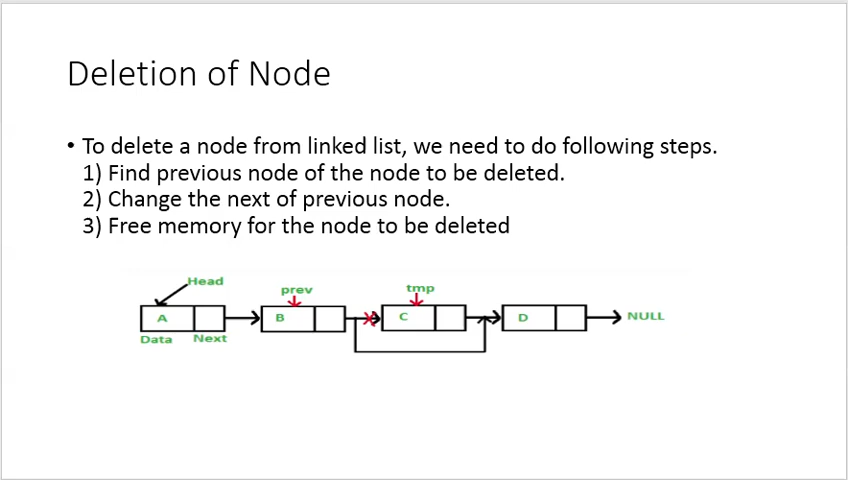 Deletion of Node
• To delete a node from linked list, we need to do following steps.
1) Find previous node of the node to be deleted.
2) Change the next of previous node.
3) Free memory for the node to be deleted
Head
prev
tmp
A
B
C
D
NULL
Data Next